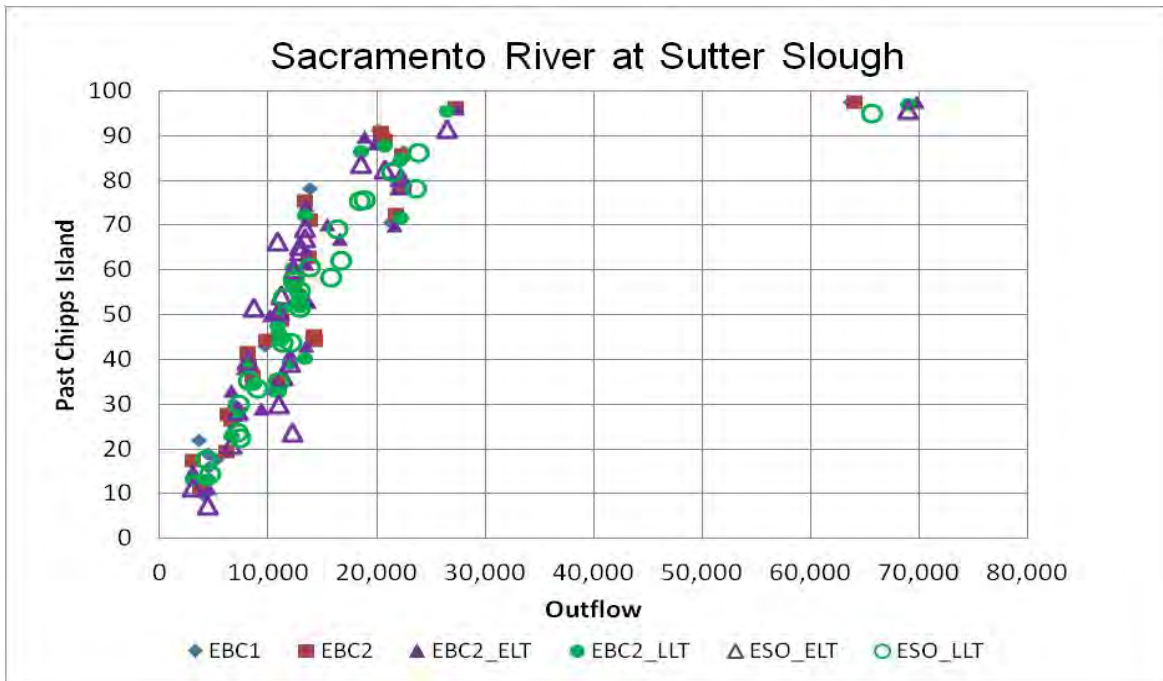 Sacramento River at Sutter Slough
100
90
80
70
60
50
40
30
20
10
0
Past Chipps Island
0 10,000 20,000 30,000 40,000 50,000 60,000 70,000 80,000
Outflow
EBC1 EBC2 EBC2_ELT EBC2_LLT ESO_ELT ESO_LLT